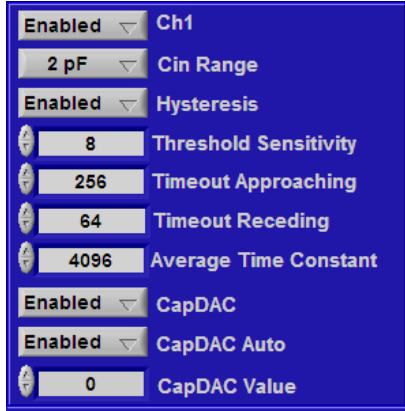 Enabled Ch1
2 pF Cin Range
Enabled Hysteresis
8 Threshold Sensitivity
256 Timeout Approaching
64 Timeout Receding
4096 Average Time Constant
Enabled CapDAC
Enabled CapDAC Auto
0 CapDAC Value